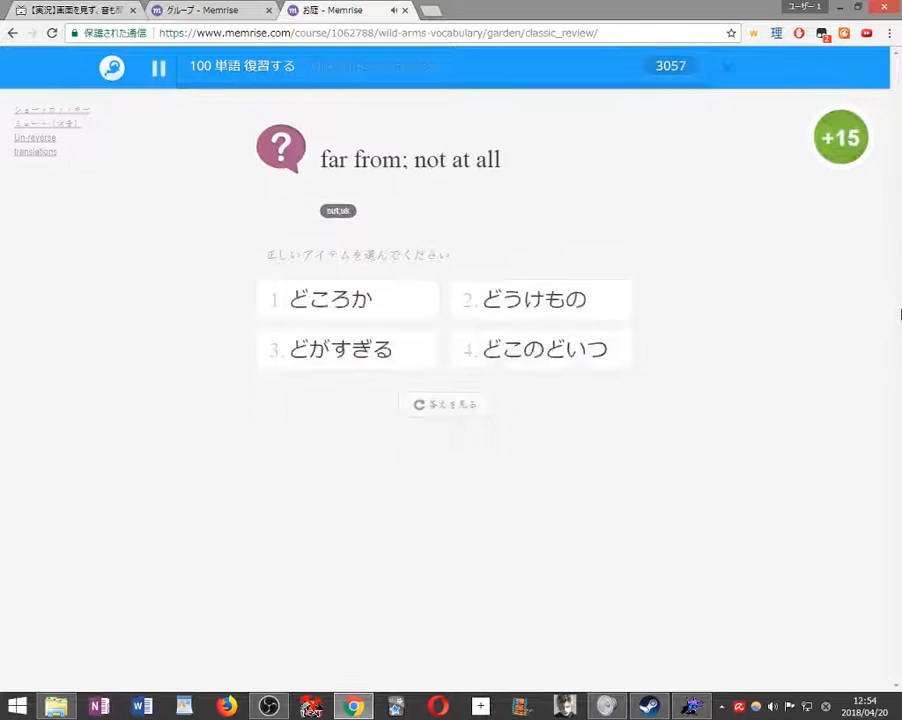 【実況】画面を見ず、音も
グループ - Memrise
お庭 - Memrise
ユーザー 1
保護された通信
https://www.memrise.com/course/1062788/wild-arms-vocabulary/garden/classic_review/
100 単語 復習する
3057
Un-reverse
translations
?
far from; not at all
+15
正しいアイテムを選んでください
1. どころか
2. どうけもの
3. どがすぎる
4. どこのどいつ
答えを見る
12:54
2018/04/20